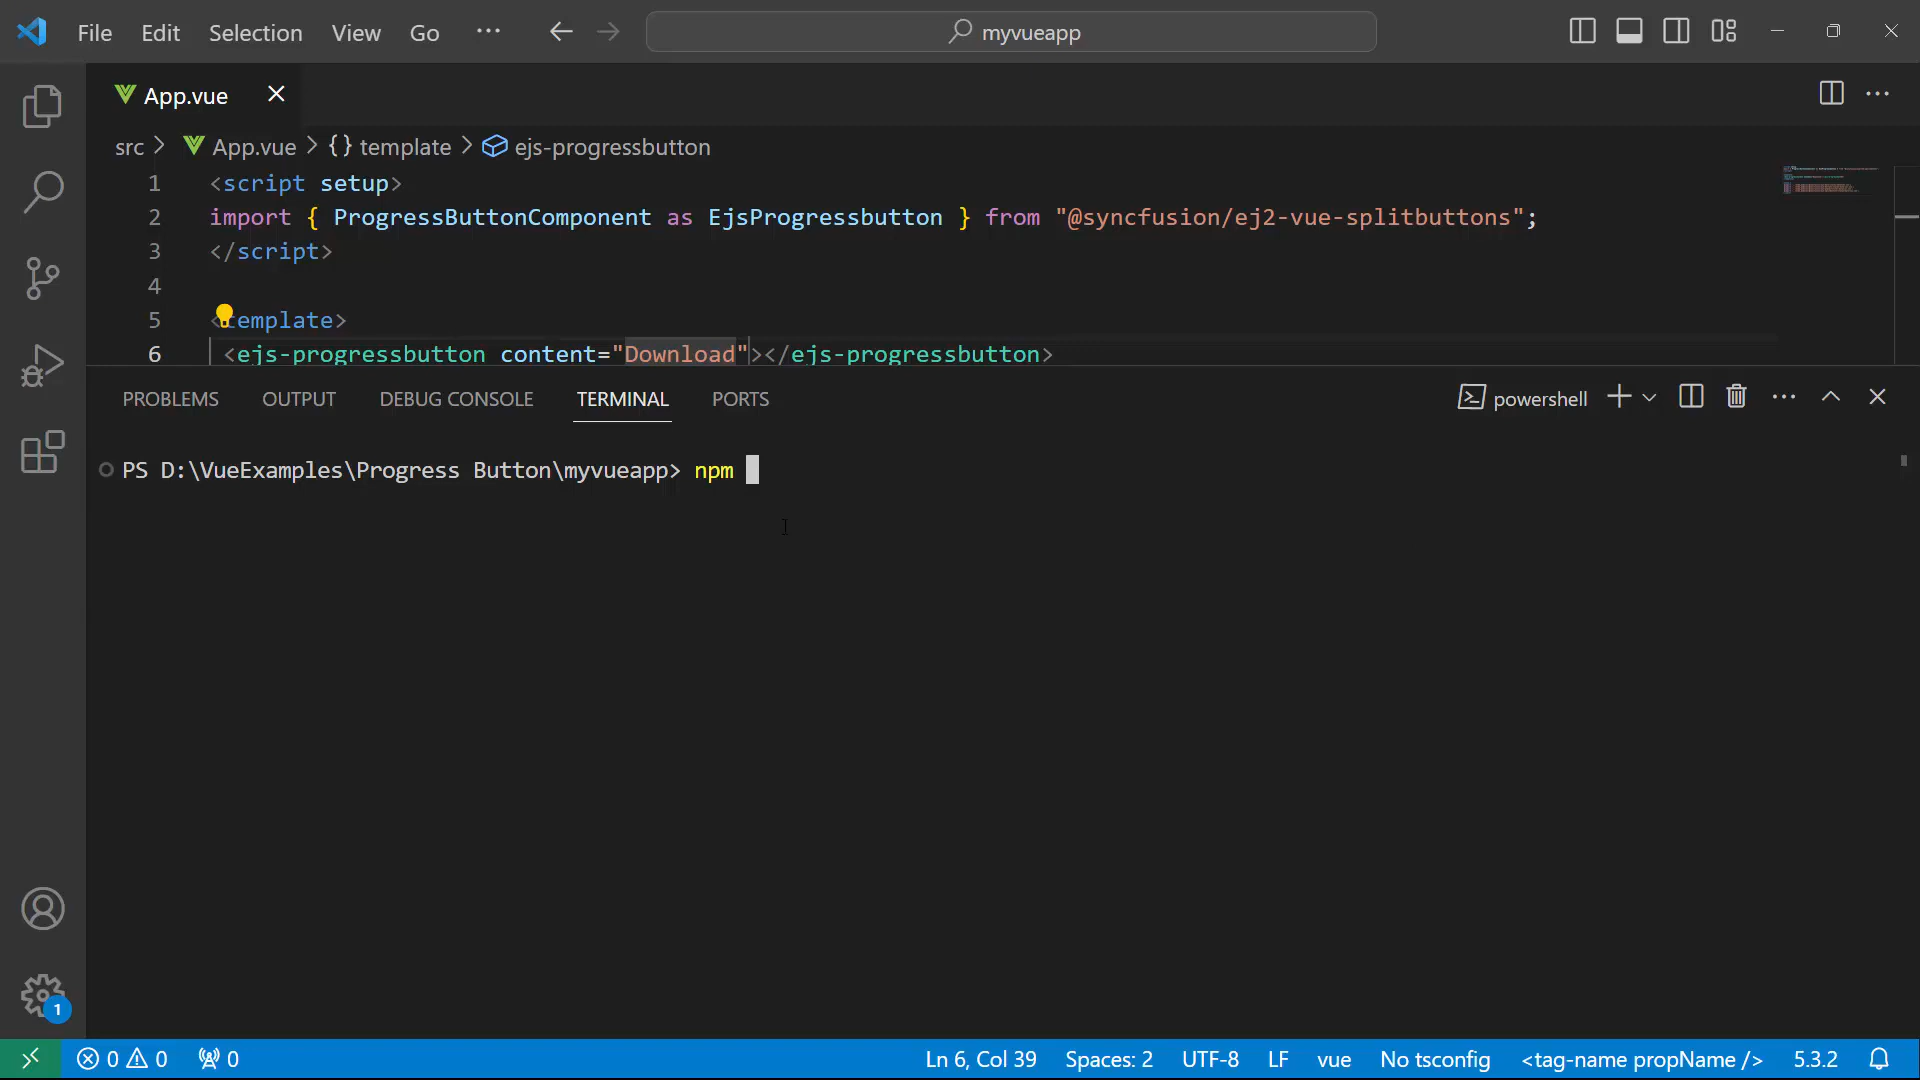 File Edit Selection View Go ··· myvueapp
App.vue
src > App.vue > {} template > ejs-progressbutton
1 <script setup>
2 import { ProgressButtonComponent as EjsProgressbutton } from "@syncfusion/ej2-vue-splitbuttons";
3 </script>
4
5 <template>
6 <ejs-progressbutton content="Download"></ejs-progressbutton>
PROBLEMS OUTPUT DEBUG CONSOLE TERMINAL PORTS powershell
PS D:\VueExamples\Progress Button\myvueapp> npm
1
0 0 0 Ln 6, Col 39 Spaces: 2 UTF-8 LF vue No tsconfig <tag-name propName /> 5.3.2